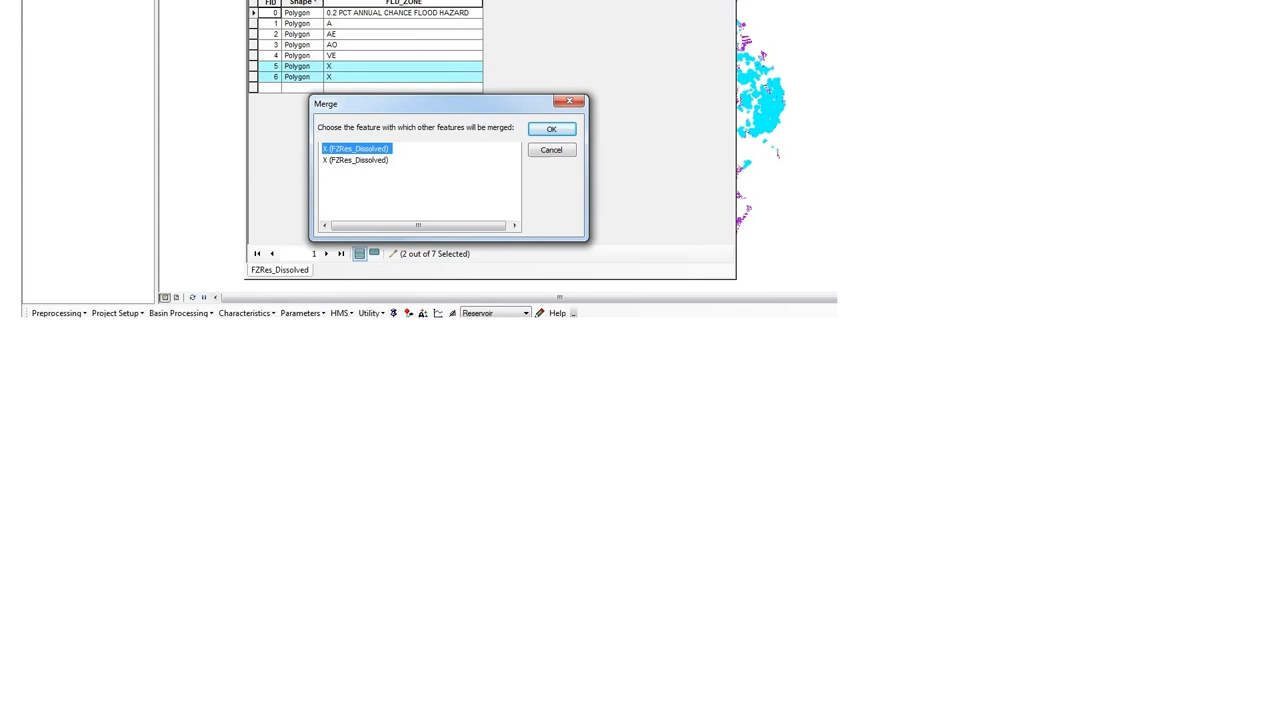 FID Shape * FLD_ZONE
0 Polygon 0.2 PCT ANNUAL CHANCE FLOOD HAZARD
1 Polygon A
2 Polygon AE
3 Polygon AO
4 Polygon VE
5 Polygon X
6 Polygon X
Merge
Choose the feature with which other features will be merged:
OK
X (FZRes_Dissolved)
Cancel
X (FZRes_Dissolved)
1 (2 out of 7 Selected)
FZRes_Dissolved
Preprocessing Project Setup Basin Processing Characteristics Parameters HMS Utility Reservoir Help